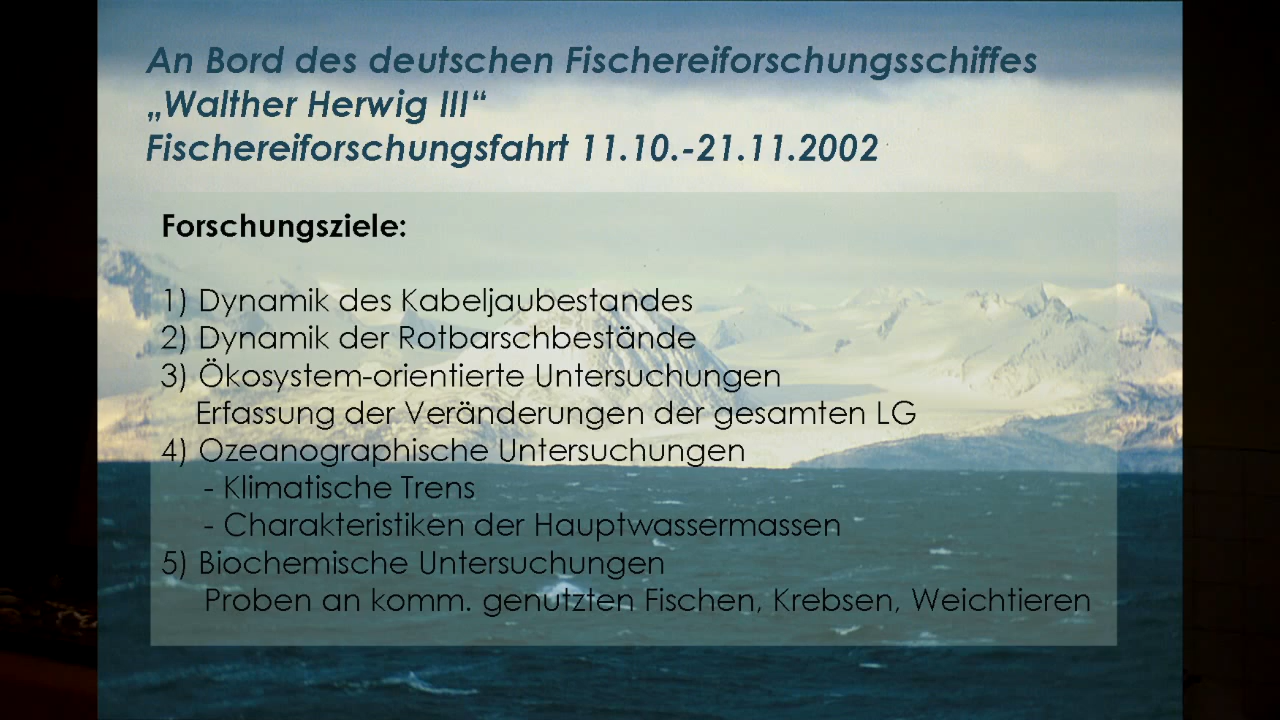 An Bord des deutschen Fischereiforschungsschiffes
„Walther Herwig III“
Fischereiforschungsfahrt 11.10.-21.11.2002
Forschungsziele:
1) Dynamik des Kabeljaubestandes
2) Dynamik der Rotbarschbestände
3) Ökosystem-orientierte Untersuchungen
Erfassung der Veränderungen der gesamten LG
4) Ozeanographische Untersuchungen
- Klimatische Trens
- Charakteristiken der Hauptwassermassen
5) Biochemische Untersuchungen
Proben an komm. genutzten Fischen, Krebsen, Weichtieren